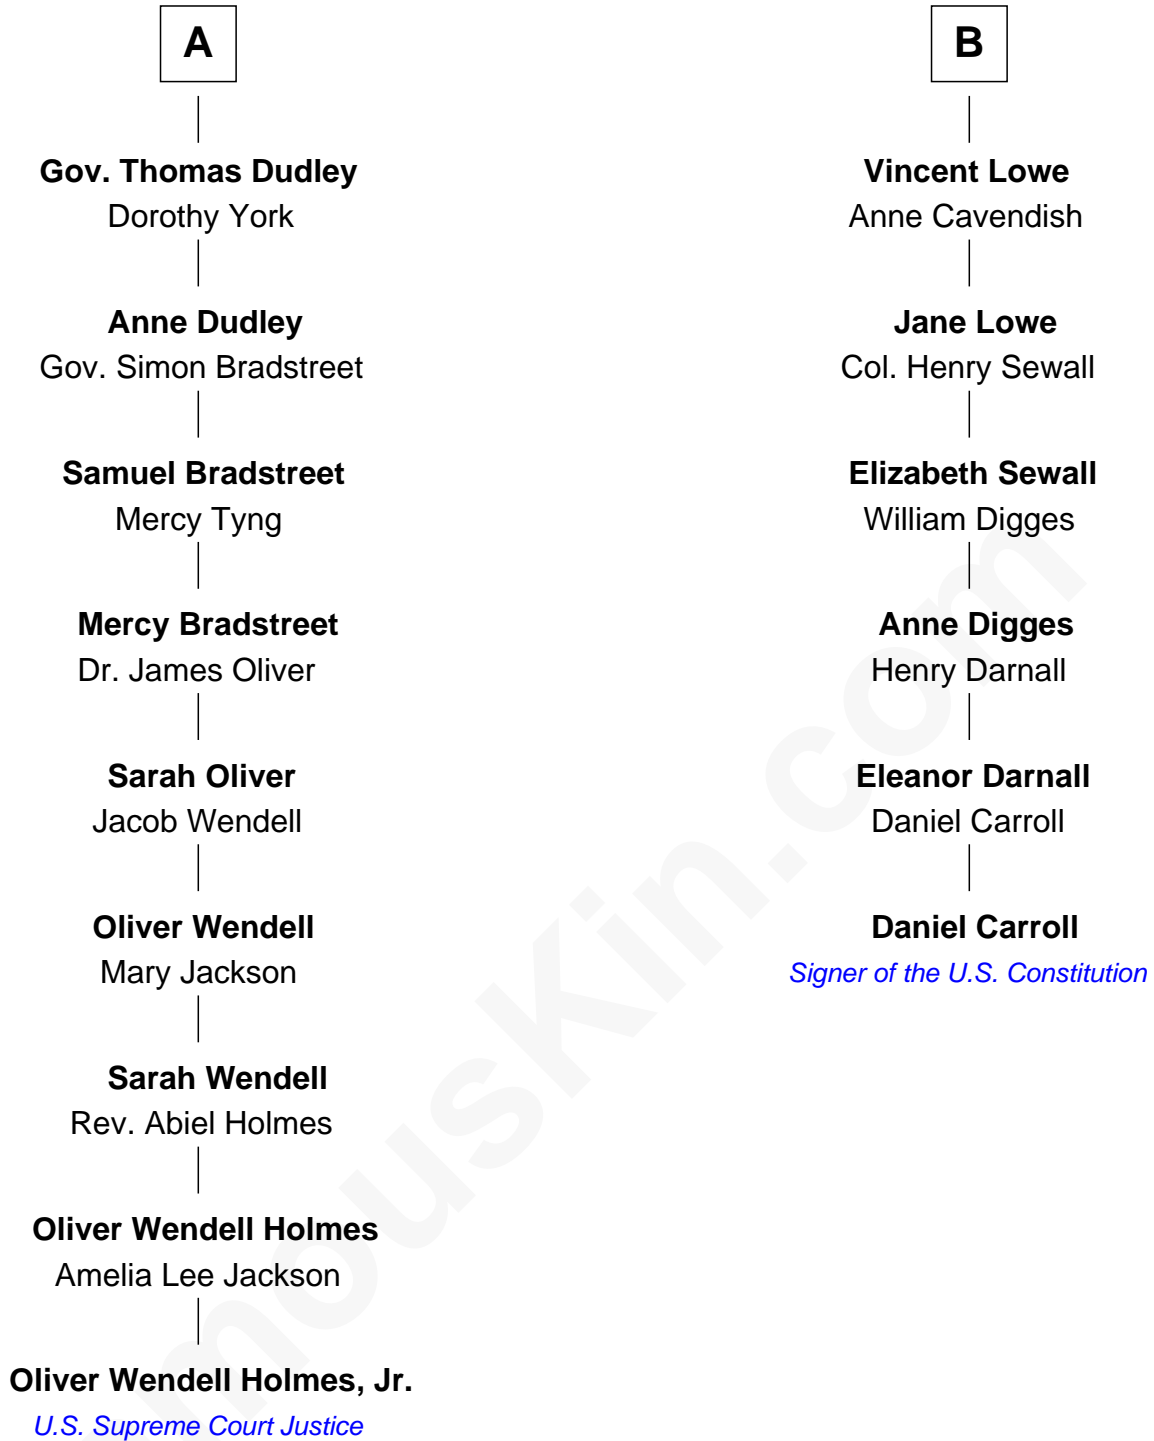 A
Gov. Thomas Dudley
Dorothy York
Anne Dudley
Gov. Simon Bradstreet
Samuel Bradstreet
Mercy Tyng
Mercy Bradstreet
Dr. James Oliver
Sarah Oliver
Jacob Wendell
Oliver Wendell
Mary Jackson
Sarah Wendell
Rev. Abiel Holmes
Oliver Wendell Holmes
Amelia Lee Jackson
Oliver Wendell Holmes, Jr.
U.S. Supreme Court Justice
B
Vincent Lowe
Anne Cavendish
Jane Lowe
Col. Henry Sewall
Elizabeth Sewall
William Digges
Anne Digges
Henry Darnall
Eleanor Darnall
Daniel Carroll
Daniel Carroll
Signer of the U.S. Constitution
mousKin.com